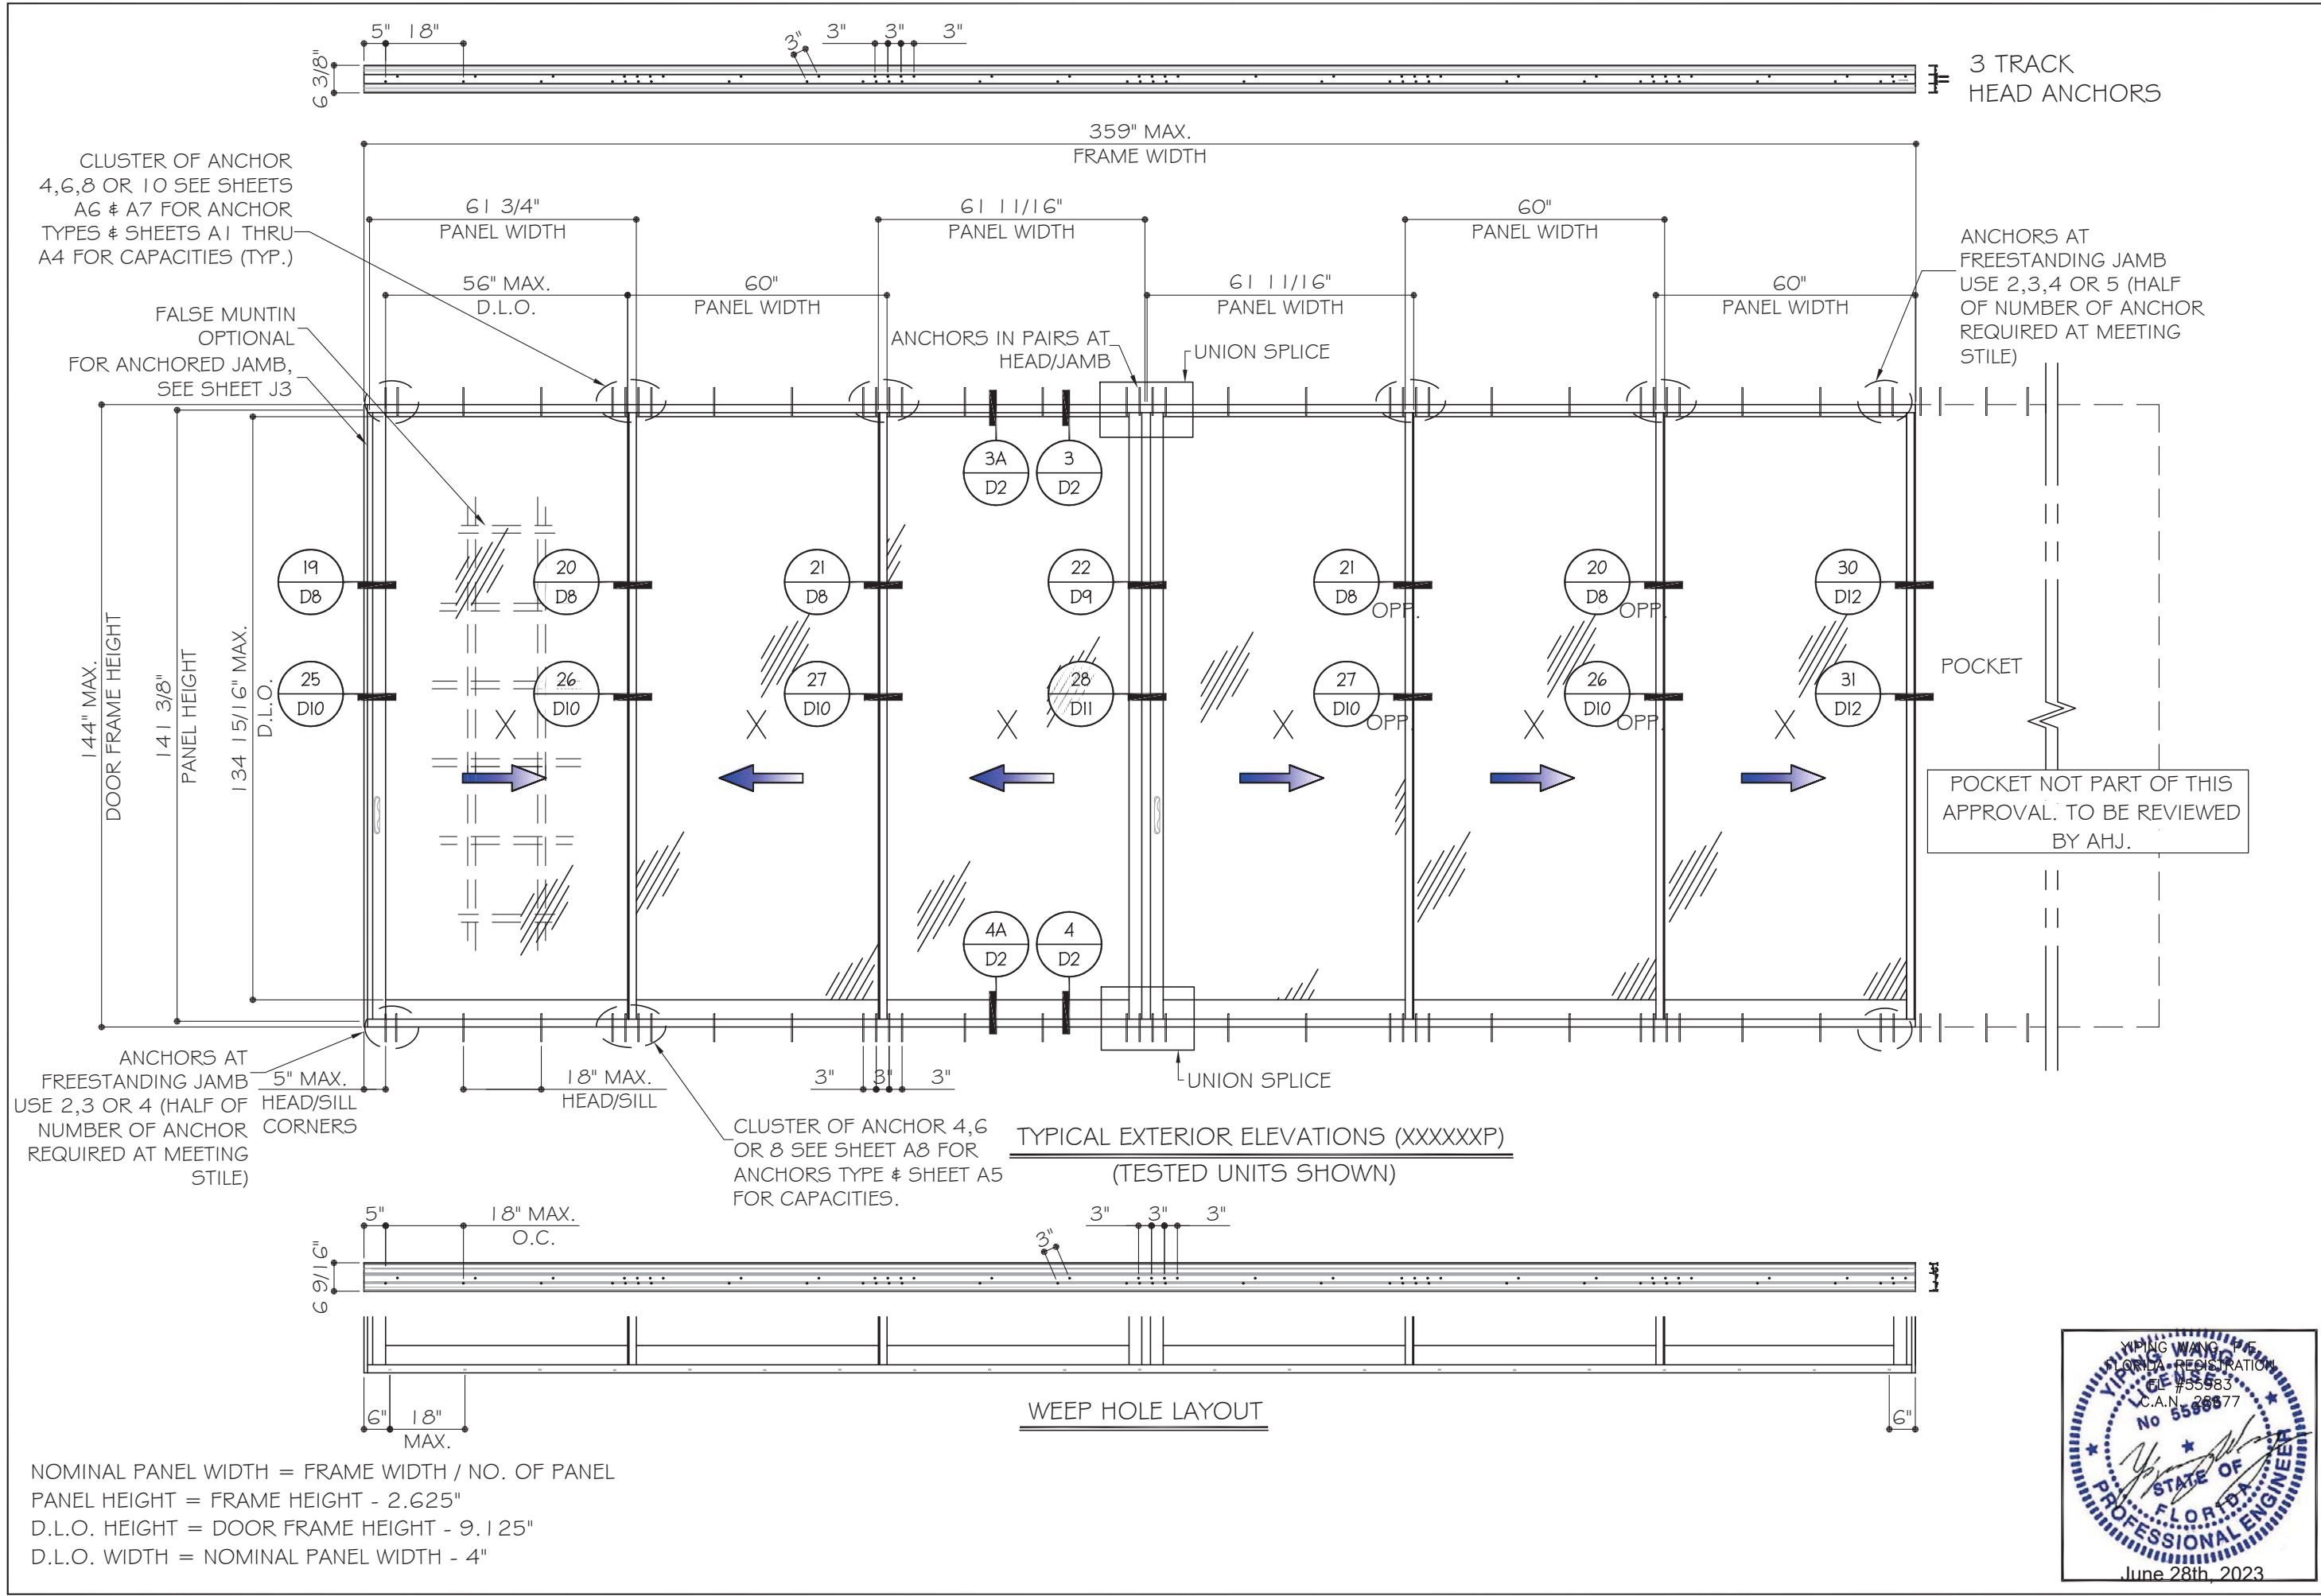 5" 18" 3" 3" 3" 3"
6 3/8"
3 TRACK
HEAD ANCHORS
359" MAX.
FRAME WIDTH
CLUSTER OF ANCHOR
4,6,8 OR 10 SEE SHEETS
A6 & A7 FOR ANCHOR
TYPES & SHEETS A1 THRU
A4 FOR CAPACITIES (TYP.)
61 3/4"
PANEL WIDTH
61 11/16"
PANEL WIDTH
60"
PANEL WIDTH
ANCHORS AT
FREESTANDING JAMB
USE 2,3,4 OR 5 (HALF
OF NUMBER OF ANCHOR
REQUIRED AT MEETING
STILE)
56" MAX.
D.L.O.
60"
PANEL WIDTH
61 11/16"
PANEL WIDTH
60"
PANEL WIDTH
FALSE MUNTIN
OPTIONAL
FOR ANCHORED JAMB,
SEE SHEET J3
ANCHORS IN PAIRS AT
HEAD/JAMB
UNION SPLICE
3A
D2
3
D2
19
D8
20
D8
21
D8
22
D9
21
D8
OPP.
20
D8
OPP.
30
D12
144" MAX.
DOOR FRAME HEIGHT
141 3/8"
PANEL HEIGHT
134 15/16" MAX.
D.L.O.
25
D10
26
D10
27
D10
28
D11
27
D10
OPP.
26
D10
OPP.
31
D12
POCKET
X X X X X X
POCKET NOT PART OF THIS
APPROVAL. TO BE REVIEWED
BY AHJ.
4A
D2
4
D2
ANCHORS AT
FREESTANDING JAMB
USE 2,3 OR 4 (HALF OF
NUMBER OF ANCHOR
REQUIRED AT MEETING
STILE)
5" MAX.
HEAD/SILL
CORNERS
18" MAX.
HEAD/SILL
3" 3" 3"
UNION SPLICE
CLUSTER OF ANCHOR 4,6
OR 8 SEE SHEET A8 FOR
ANCHORS TYPE & SHEET A5
FOR CAPACITIES.
TYPICAL EXTERIOR ELEVATIONS (XXXXXXP)
(TESTED UNITS SHOWN)
5" 18" MAX.
O.C.
3" 3" 3" 3"
6 9/16"
6" 18"
MAX.
6"
WEEP HOLE LAYOUT
NOMINAL PANEL WIDTH = FRAME WIDTH / NO. OF PANEL
PANEL HEIGHT = FRAME HEIGHT - 2.625"
D.L.O. HEIGHT = DOOR FRAME HEIGHT - 9.125"
D.L.O. WIDTH = NOMINAL PANEL WIDTH - 4"
YIPING WANG, P.E.
FLORIDA REGISTRATION
FL #55983
C.A.N.
YIPING WANG
LICENSE
No 55983
STATE OF
FLORIDA
PROFESSIONAL ENGINEER
June 28th, 2023